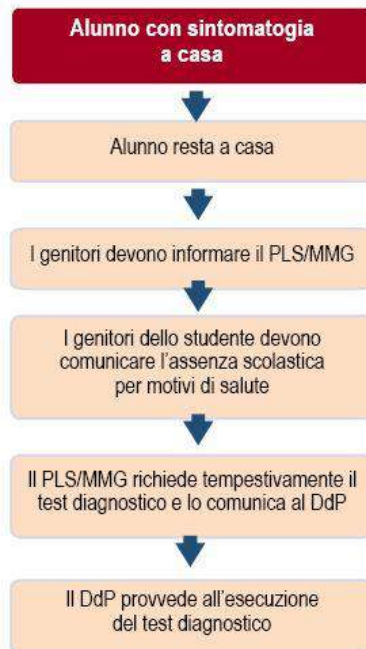 Alunno con sintomatogia
a casa
Alunno resta a casa
I genitori devono informare il PLS/MMG
I genitori dello studente devono
comunicare l'assenza scolastica
per motivi di salute
Il PLS/MMG richiede tempestivamente il
test diagnostico e lo comunica al DdP
Il DdP provvede all'esecuzione
del test diagnostico